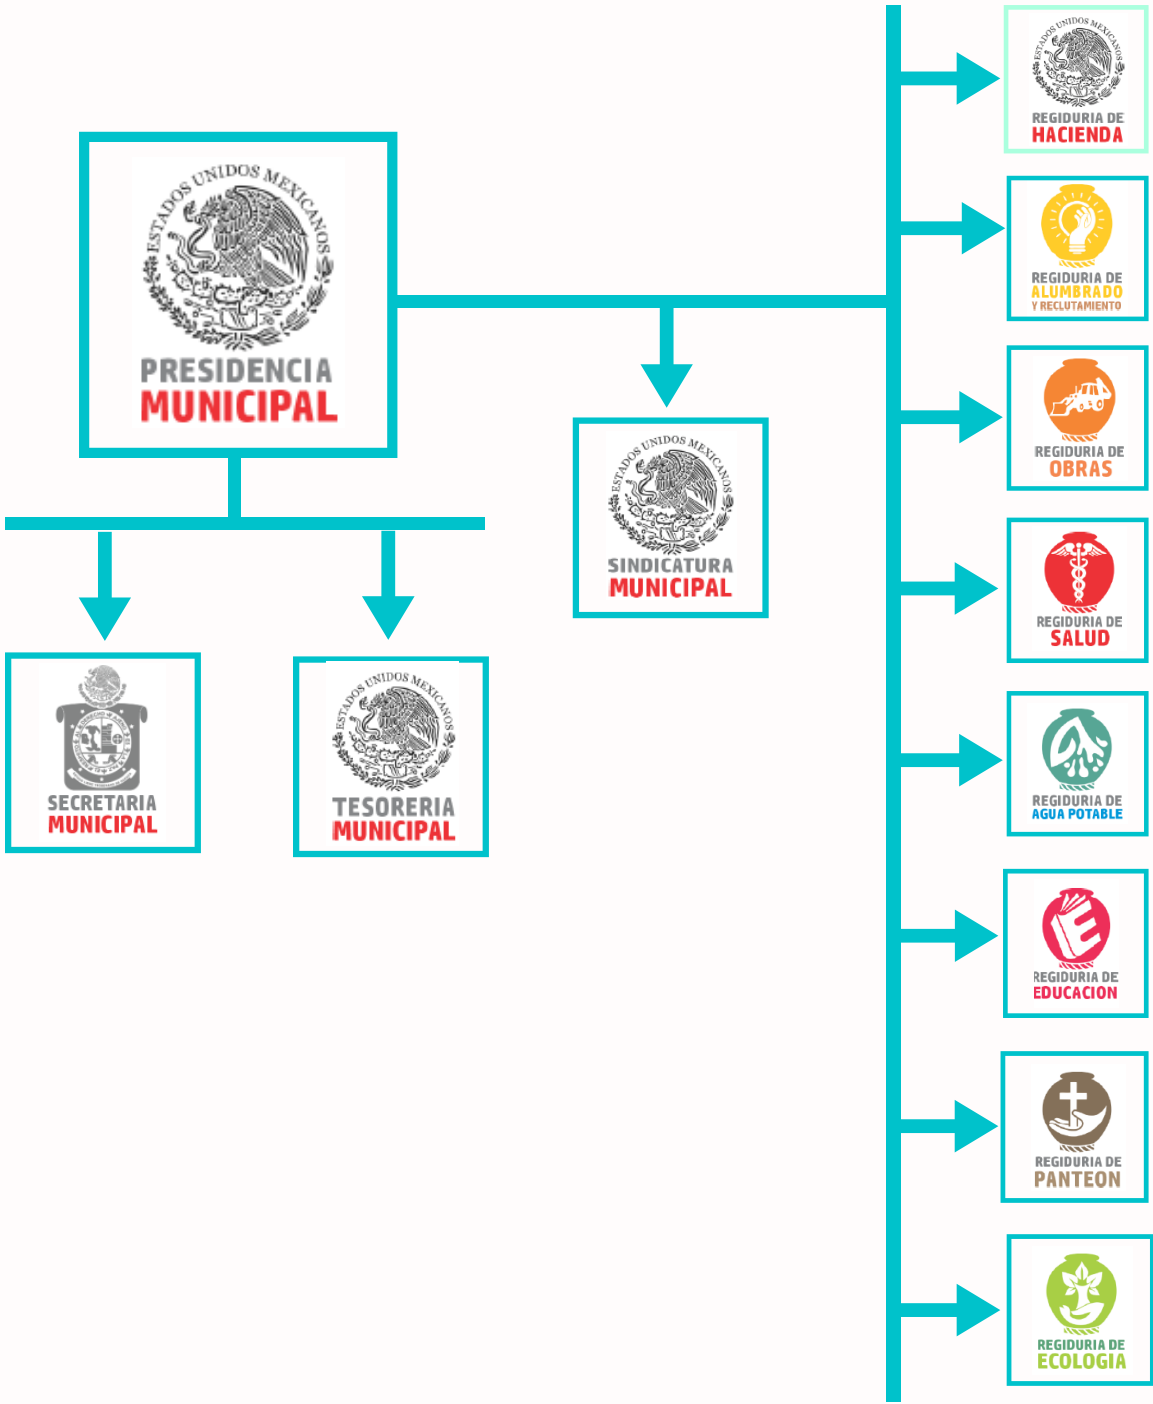 ESTADOS UNIDOS MEXICANOS
PRESIDENCIA
MUNICIPAL
SECRETARIA
MUNICIPAL
ESTADOS UNIDOS MEXICANOS
TESORERIA
MUNICIPAL
ESTADOS UNIDOS MEXICANOS
SINDICATURA
MUNICIPAL
ESTADOS UNIDOS MEXICANOS
REGIDURIA DE
HACIENDA
REGIDURIA DE
ALUMBRADO
Y RECLUTAMIENTO
REGIDURIA DE
OBRAS
REGIDURIA DE
SALUD
REGIDURIA DE
AGUA POTABLE
REGIDURIA DE
EDUCACION
REGIDURIA DE
PANTEON
REGIDURIA DE
ECOLOGIA